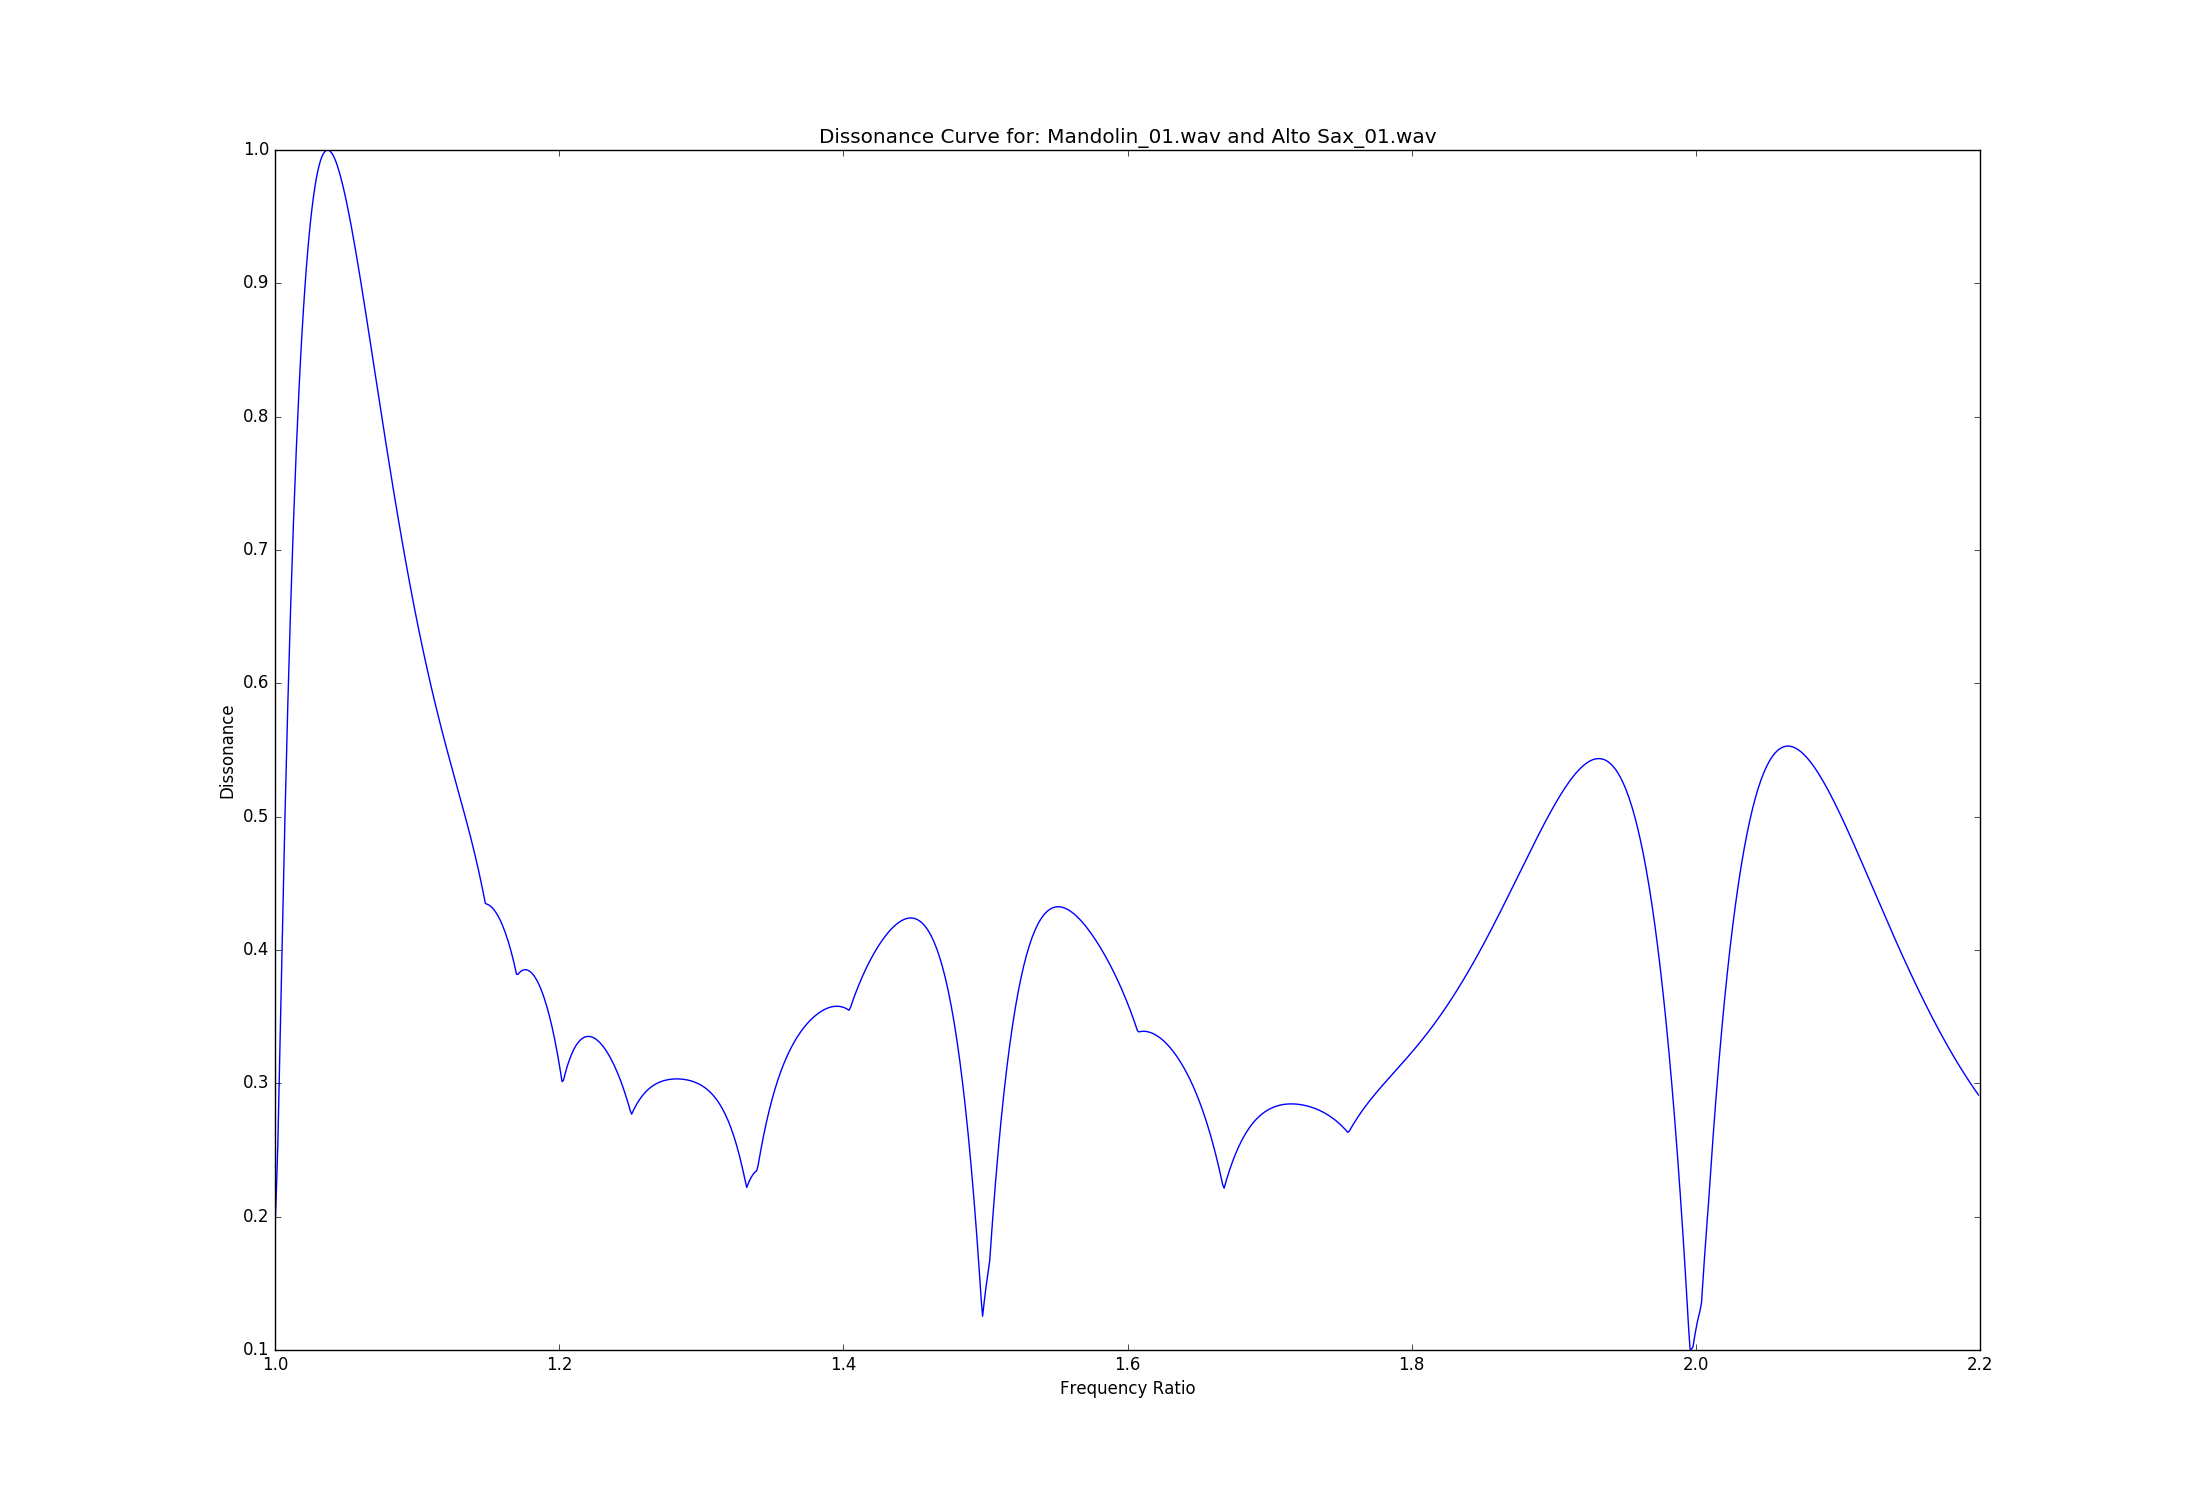 Dissonance Curve for: Mandolin_01.wav and Alto Sax_01.wav
1.0
0.9
0.8
0.7
0.6
0.5
0.4
0.3
0.2
0.1
Dissonance
1.0 1.2 1.4 1.6 1.8 2.0 2.2
Frequency Ratio